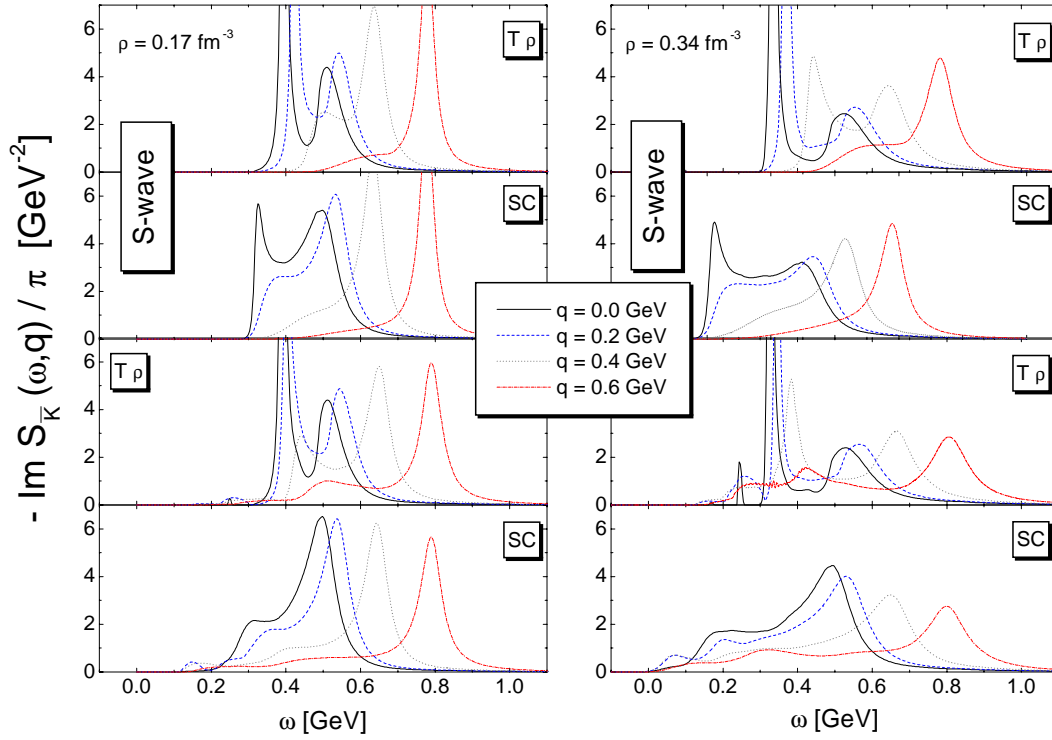 - Im S_K̅ (ω,q) / π [GeV⁻²]
ρ = 0.17 fm⁻³
T ρ
S-wave
6
4
2
0
SC
6
4
2
0
T ρ
6
4
2
0
SC
6
4
2
0
0.0 0.2 0.4 0.6 0.8 1.0
ω [GeV]
ρ = 0.34 fm⁻³
T ρ
S-wave
SC
q = 0.0 GeV
q = 0.2 GeV
q = 0.4 GeV
q = 0.6 GeV
T ρ
6
4
2
0
6
4
2
0
6
4
2
0
SC
6
4
2
0
0.0 0.2 0.4 0.6 0.8 1.0
ω [GeV]